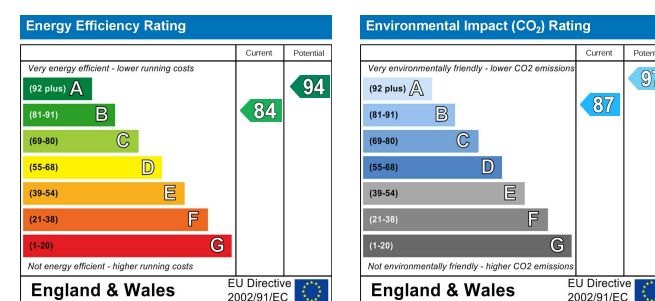 Energy Efficiency Rating
Current Potential
Very energy efficient - lower running costs
(92 plus) A
94
(81-91) B
84
(69-80) C
(55-68) D
(39-54) E
(21-38) F
(1-20) G
Not energy efficient - higher running costs
England & Wales
EU Directive
2002/91/EC
Environmental Impact (CO₂) Rating
Current
Very environmentally friendly - lower CO2 emissions
(92 plus) A
(81-91) B
87
(69-80) C
(55-68) D
(39-54) E
(21-38) F
(1-20) G
Not environmentally friendly - higher CO2 emissions
England & Wales
EU Directive
2002/91/EC